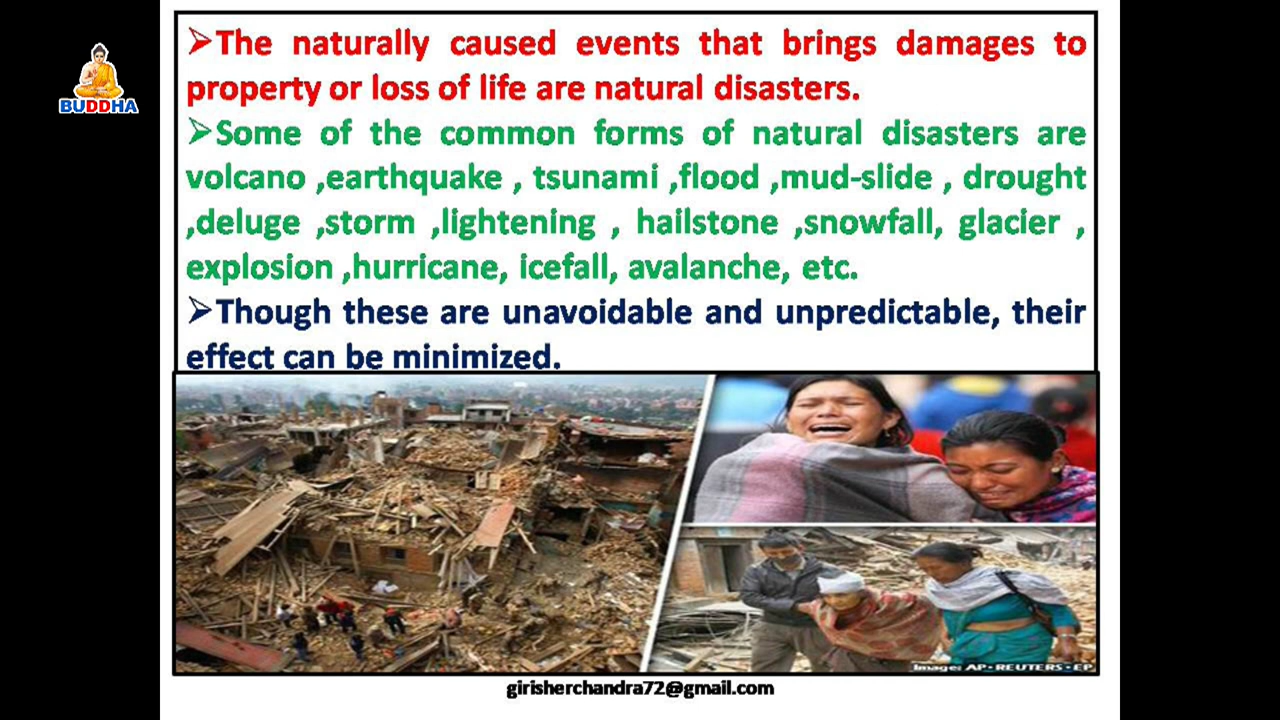 ➢The naturally caused events that brings damages to
property or loss of life are natural disasters.
➢Some of the common forms of natural disasters are
volcano ,earthquake , tsunami ,flood ,mud-slide , drought
,deluge ,storm ,lightening , hailstone ,snowfall, glacier ,
explosion ,hurricane, icefall, avalanche, etc.
➢Though these are unavoidable and unpredictable, their
effect can be minimized.
BUDDHA
Image: AP・REUTERS・EP
girisherchandra72@gmail.com